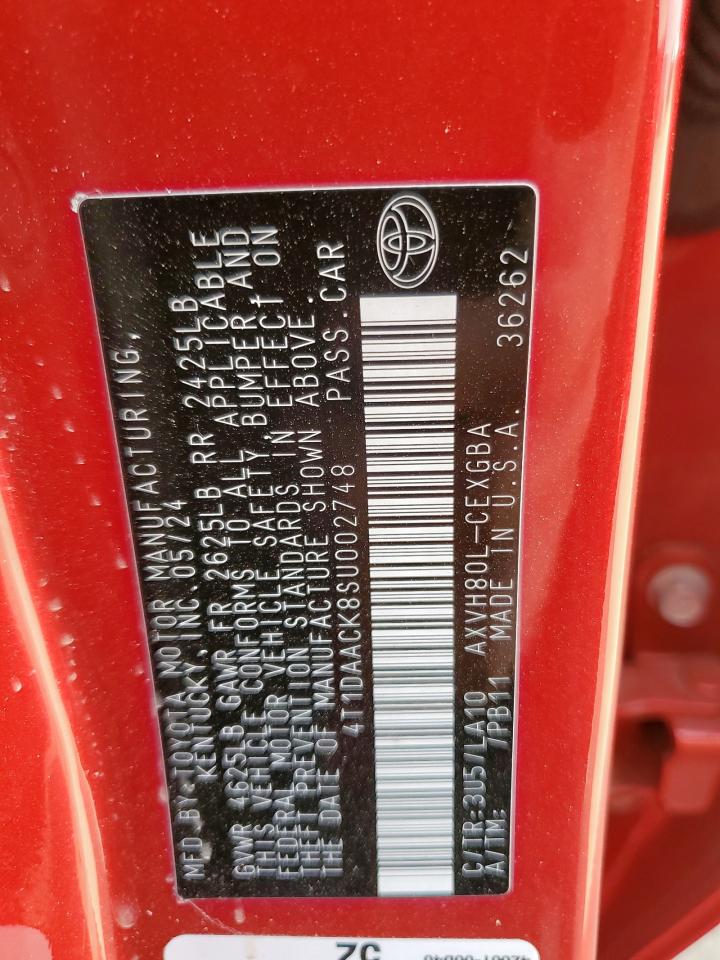 MFD.BY:TOYOTA MOTOR MANUFACTURING,
KENTUCKY, INC.05/24
GVWR 4625LB GAWR FR 2625LB RR 2425LB
THIS VEHICLE CONFORMS TO ALL APPLICABLE
FEDERAL MOTOR VEHICLE SAFETY, BUMPER AND
THEFT PREVENTION STANDARDS IN EFFECT ON
THE DATE OF MANUFACTURE SHOWN ABOVE.
4T1DAACK8SU002748 PASS.CAR
C/TR:3U5/LA10 AXVH80L-CEXGBA
A/TM: /PB11 MADE IN U.S.A. 36262
52